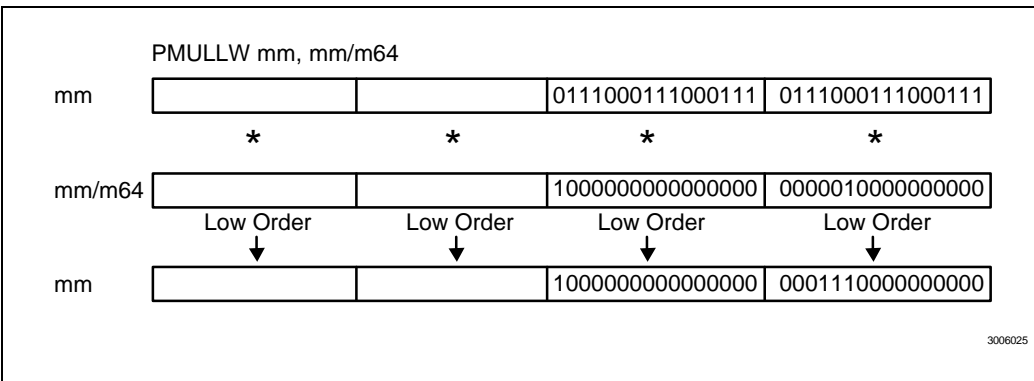 PMULLW mm, mm/m64
mm 0111000111000111 0111000111000111
* * * *
mm/m64 1000000000000000 0000010000000000
Low Order Low Order Low Order Low Order
mm 1000000000000000 0001110000000000
3006025